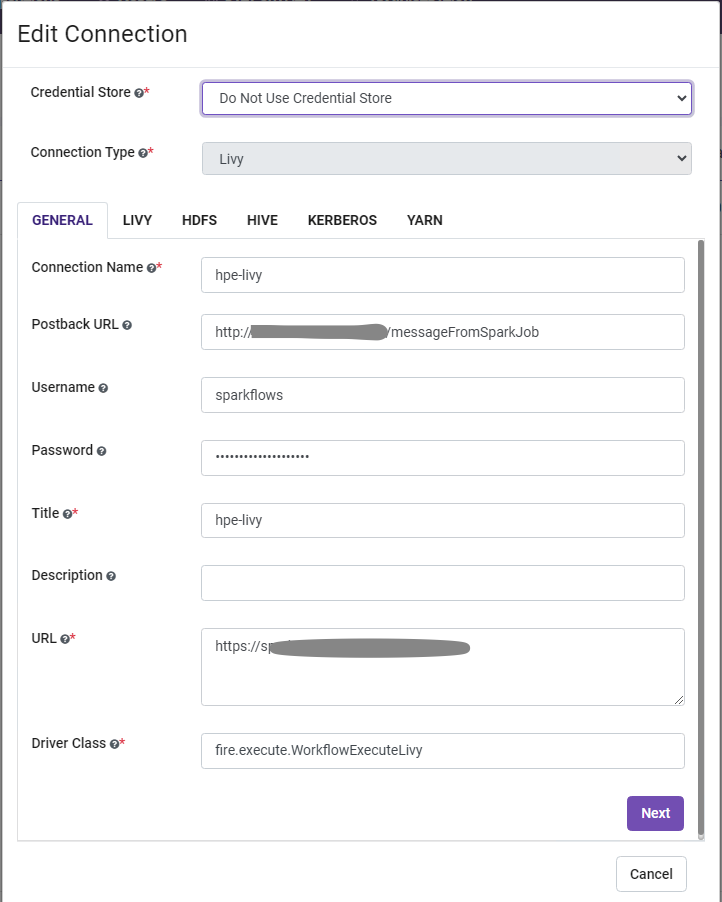 Edit Connection
Credential Store *
Do Not Use Credential Store
Connection Type *
Livy
GENERAL LIVY HDFS HIVE KERBEROS YARN
Connection Name *
hpe-livy
Postback URL
http:// /messageFromSparkJob
Username
sparkflows
Password
••••••••••••••••••••
Title *
hpe-livy
Description
URL *
https://sp
Driver Class *
fire.execute.WorkflowExecuteLivy
Next
Cancel